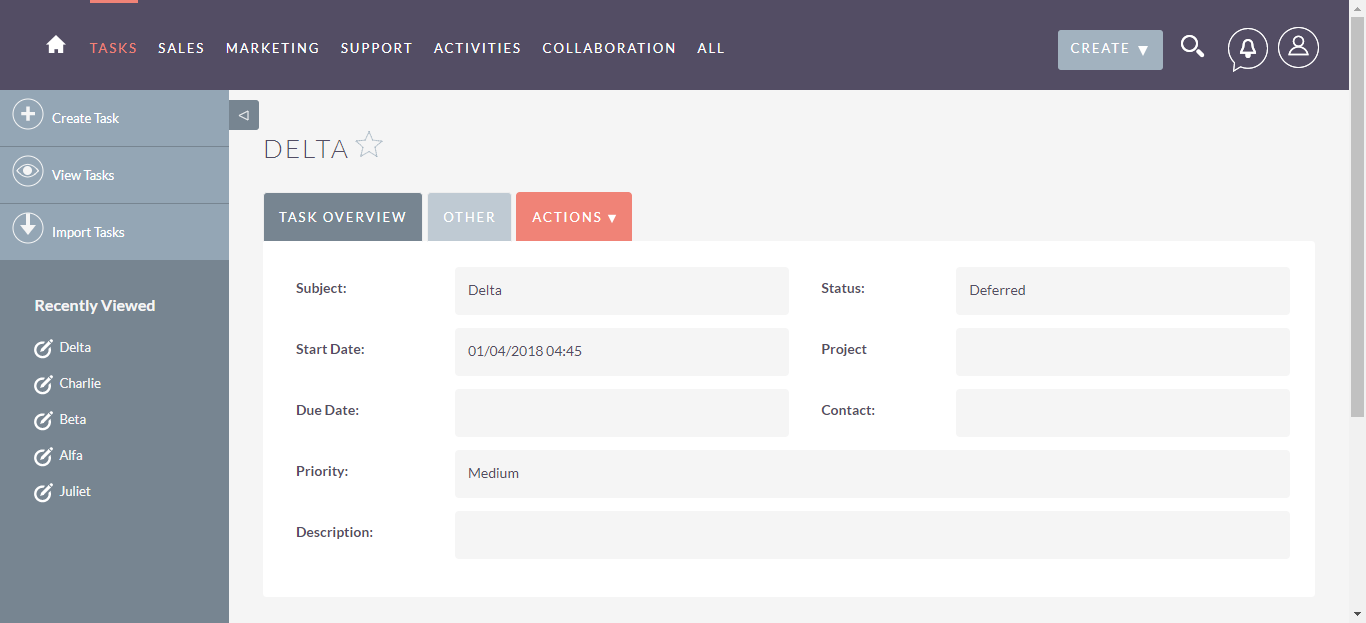 TASKS SALES MARKETING SUPPORT ACTIVITIES COLLABORATION ALL CREATE ▼
Create Task
View Tasks
Import Tasks
Recently Viewed
Delta
Charlie
Beta
Alfa
Juliet
DELTA
TASK OVERVIEW OTHER ACTIONS ▼
Subject: Delta Status: Deferred
Start Date: 01/04/2018 04:45 Project
Due Date: Contact:
Priority: Medium
Description: